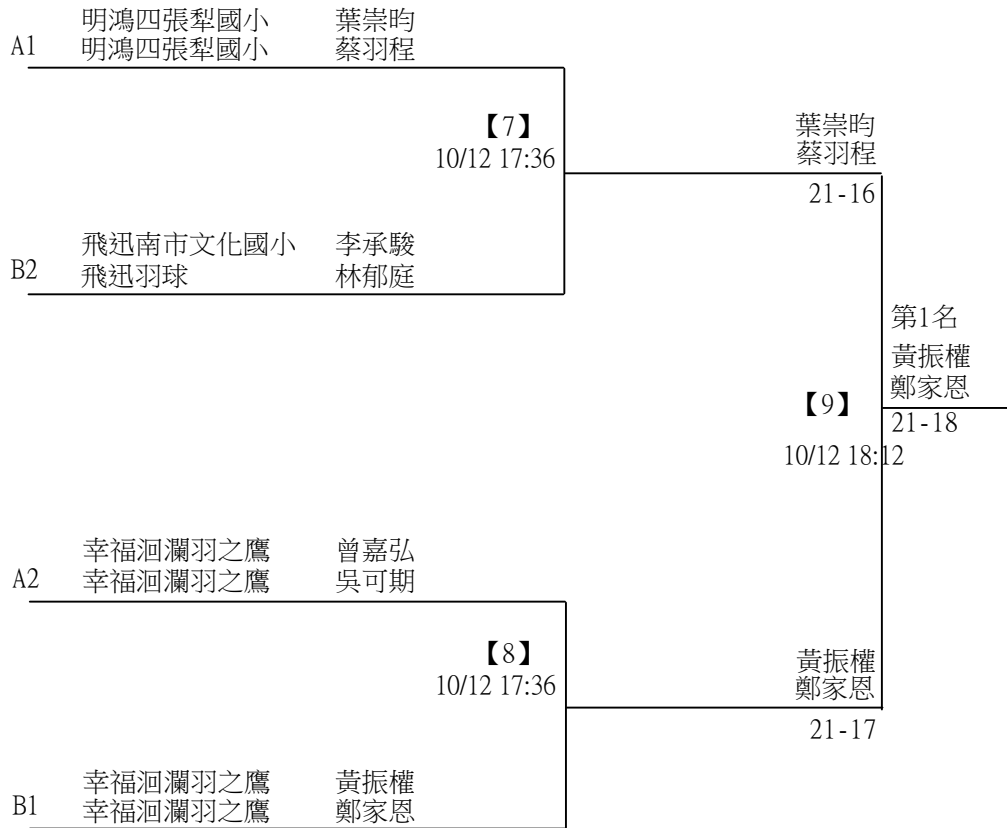 A1 明鴻四張犁國小 葉崇昀
明鴻四張犁國小 蔡羽程
【7】
10/12 17:36
葉崇昀
蔡羽程
21-16
B2 飛迅南市文化國小 李承駿
飛迅羽球 林郁庭
第1名
黃振權
鄭家恩
21-18
【9】
10/12 18:12
A2 幸福洄瀾羽之鷹 曾嘉弘
幸福洄瀾羽之鷹 吳可期
【8】
10/12 17:36
黃振權
鄭家恩
21-17
B1 幸福洄瀾羽之鷹 黃振權
幸福洄瀾羽之鷹 鄭家恩